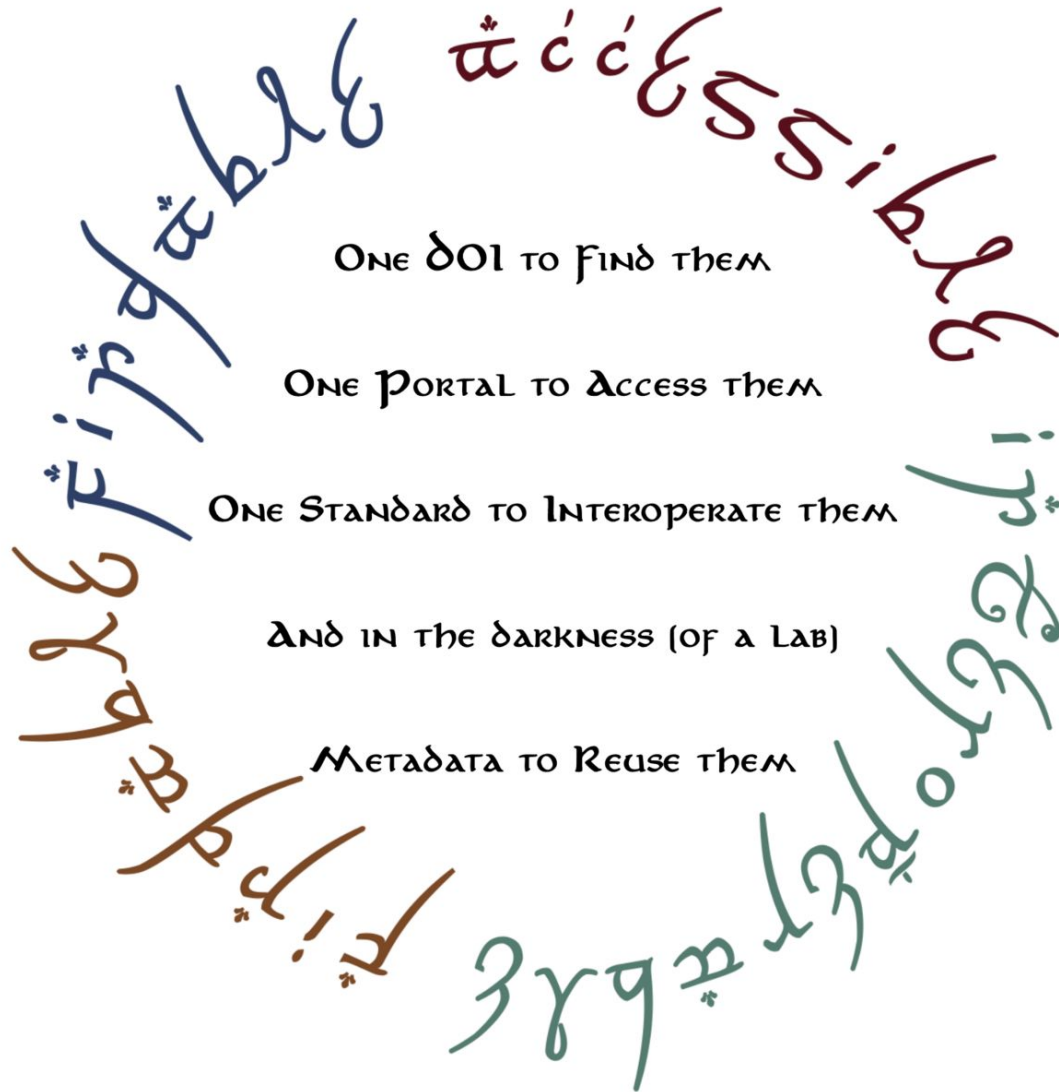 Findable
accessible
interoperable
Findable
One DOI to Find them
One Portal to Access them
One Standard to Interoperate them
And in the darkness (of a Lab)
Metadata to Reuse them